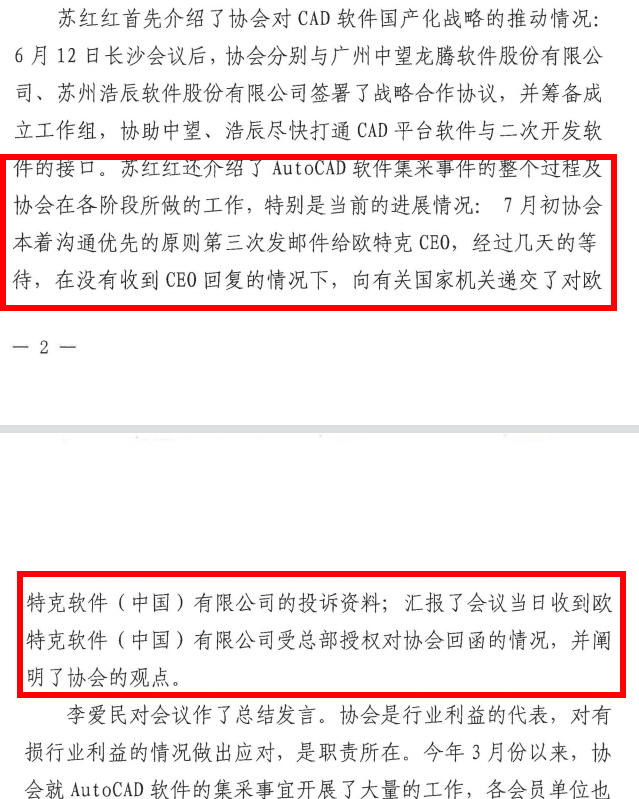 苏红红首先介绍了协会对 CAD 软件国产化战略的推动情况：
6 月 12 日长沙会议后，协会分别与广州中望龙腾软件股份有限公
司、苏州浩辰软件股份有限公司签署了战略合作协议，并筹备成
立工作组，协助中望、浩辰尽快打通 CAD 平台软件与二次开发软
件的接口。苏红红还介绍了 AutoCAD 软件集采事件的整个过程及
协会在各阶段所做的工作，特别是当前的进展情况： 7 月初协会
本着沟通优先的原则第三次发邮件给欧特克 CEO，经过几天的等
待，在没有收到 CEO 回复的情况下，向有关国家机关递交了对欧
— 2 —
特克软件（中国）有限公司的投诉资料；汇报了会议当日收到欧
特克软件（中国）有限公司受总部授权对协会回函的情况，并阐
明了协会的观点。
李爱民对会议作了总结发言。协会是行业利益的代表，对有
损行业利益的情况做出应对，是职责所在。今年 3 月份以来，协
会就 AutoCAD 软件的集采事宜开展了大量的工作，各会员单位也